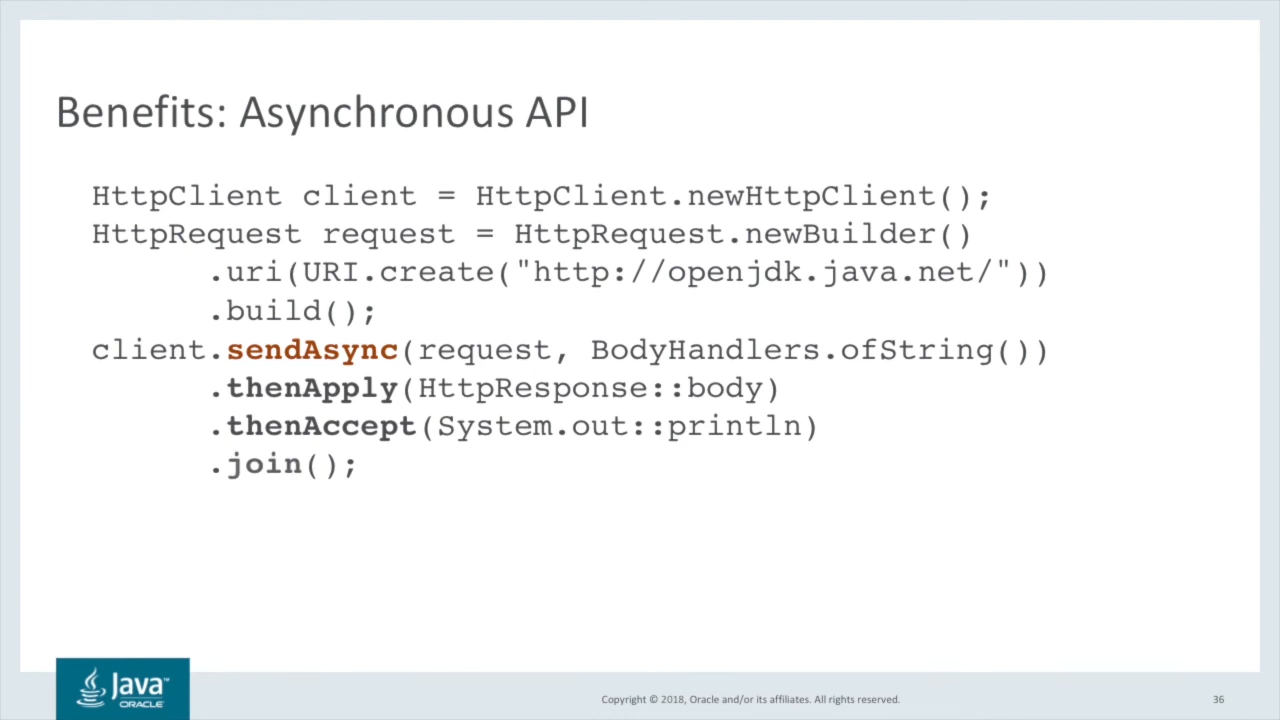 Benefits: Asynchronous API
HttpClient client = HttpClient.newHttpClient();
HttpRequest request = HttpRequest.newBuilder()
      .uri(URI.create("http://openjdk.java.net/"))
      .build();
client.sendAsync(request, BodyHandlers.ofString())
      .thenApply(HttpResponse::body)
      .thenAccept(System.out::println)
      .join();
Java™
ORACLE
Copyright © 2018, Oracle and/or its affiliates. All rights reserved.
36